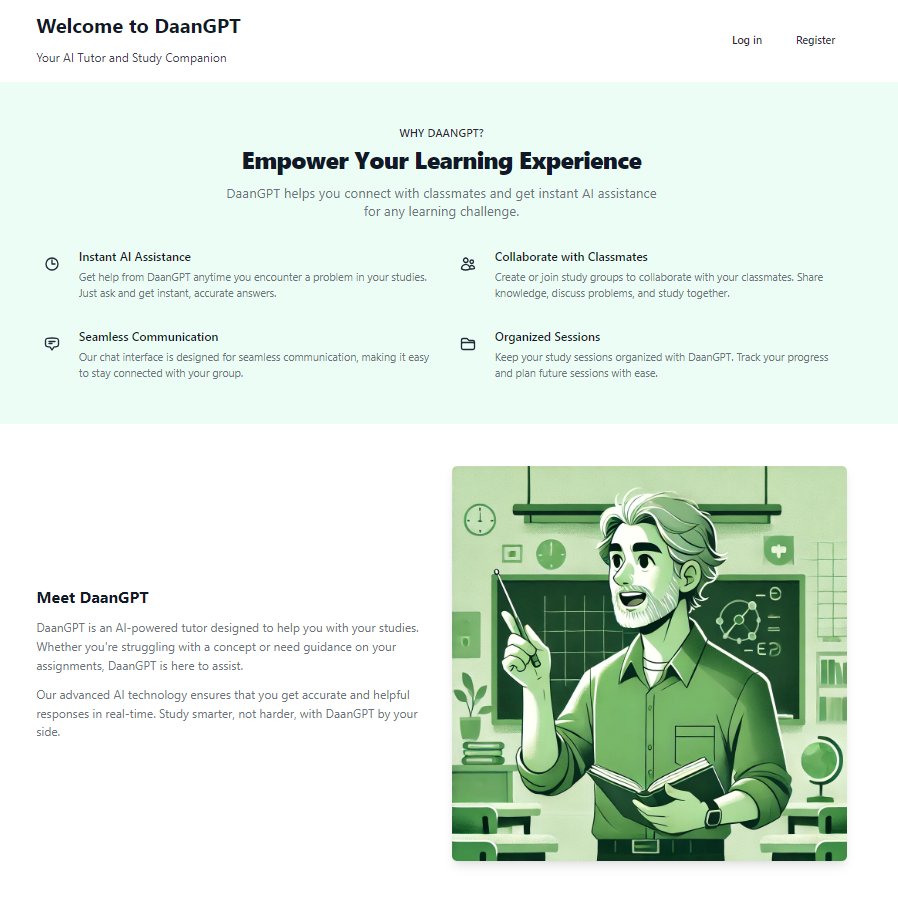 Welcome to DaanGPT
Your AI Tutor and Study Companion
Log in
Register
WHY DAANGPT?
Empower Your Learning Experience
DaanGPT helps you connect with classmates and get instant AI assistance
for any learning challenge.
Instant AI Assistance
Get help from DaanGPT anytime you encounter a problem in your studies.
Just ask and get instant, accurate answers.
Collaborate with Classmates
Create or join study groups to collaborate with your classmates. Share
knowledge, discuss problems, and study together.
Seamless Communication
Our chat interface is designed for seamless communication, making it easy
to stay connected with your group.
Organized Sessions
Keep your study sessions organized with DaanGPT. Track your progress
and plan future sessions with ease.
Meet DaanGPT
DaanGPT is an AI-powered tutor designed to help you with your studies.
Whether you're struggling with a concept or need guidance on your
assignments, DaanGPT is here to assist.
Our advanced AI technology ensures that you get accurate and helpful
responses in real-time. Study smarter, not harder, with DaanGPT by your
side.